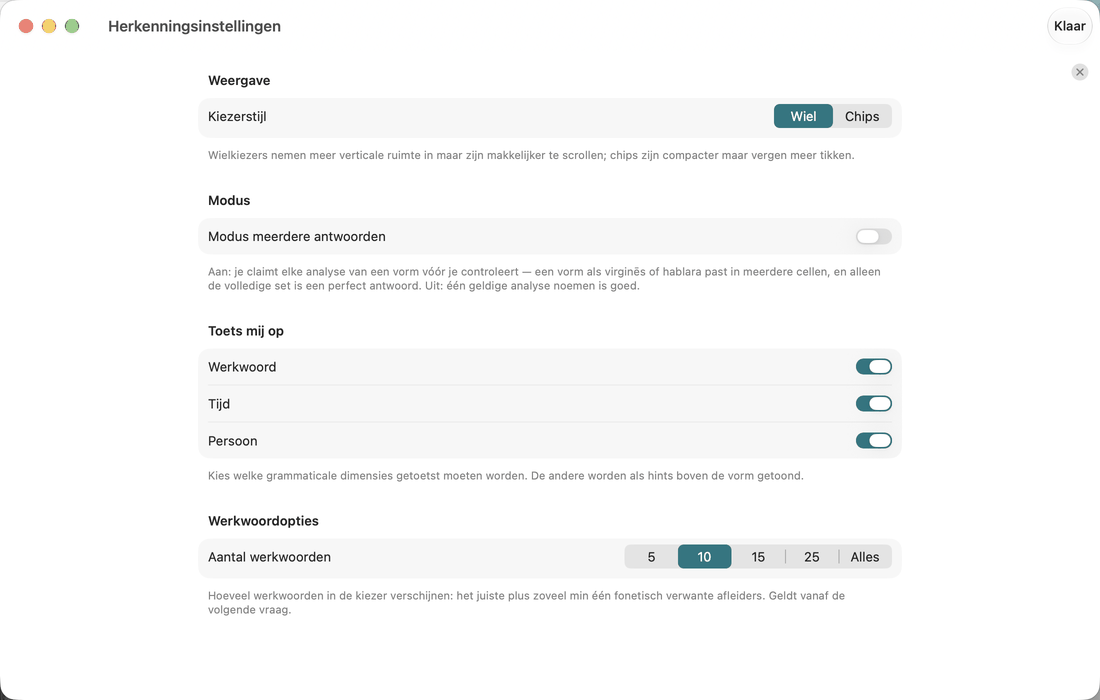 Herkenningsinstellingen
Klaar
Weergave
Kiezerstijl
Wiel
Chips
Wielkiezers nemen meer verticale ruimte in maar zijn makkelijker te scrollen; chips zijn compacter maar vergen meer tikken.
Modus
Modus meerdere antwoorden
Aan: je claimt elke analyse van een vorm vóór je controleert — een vorm als virginēs of hablara past in meerdere cellen, en alleen
de volledige set is een perfect antwoord. Uit: één geldige analyse noemen is goed.
Toets mij op
Werkwoord
Tijd
Persoon
Kies welke grammaticale dimensies getoetst moeten worden. De andere worden als hints boven de vorm getoond.
Werkwoordopties
Aantal werkwoorden
5
10
15
25
Alles
Hoeveel werkwoorden in de kiezer verschijnen: het juiste plus zoveel min één fonetisch verwante afleiders. Geldt vanaf de
volgende vraag.